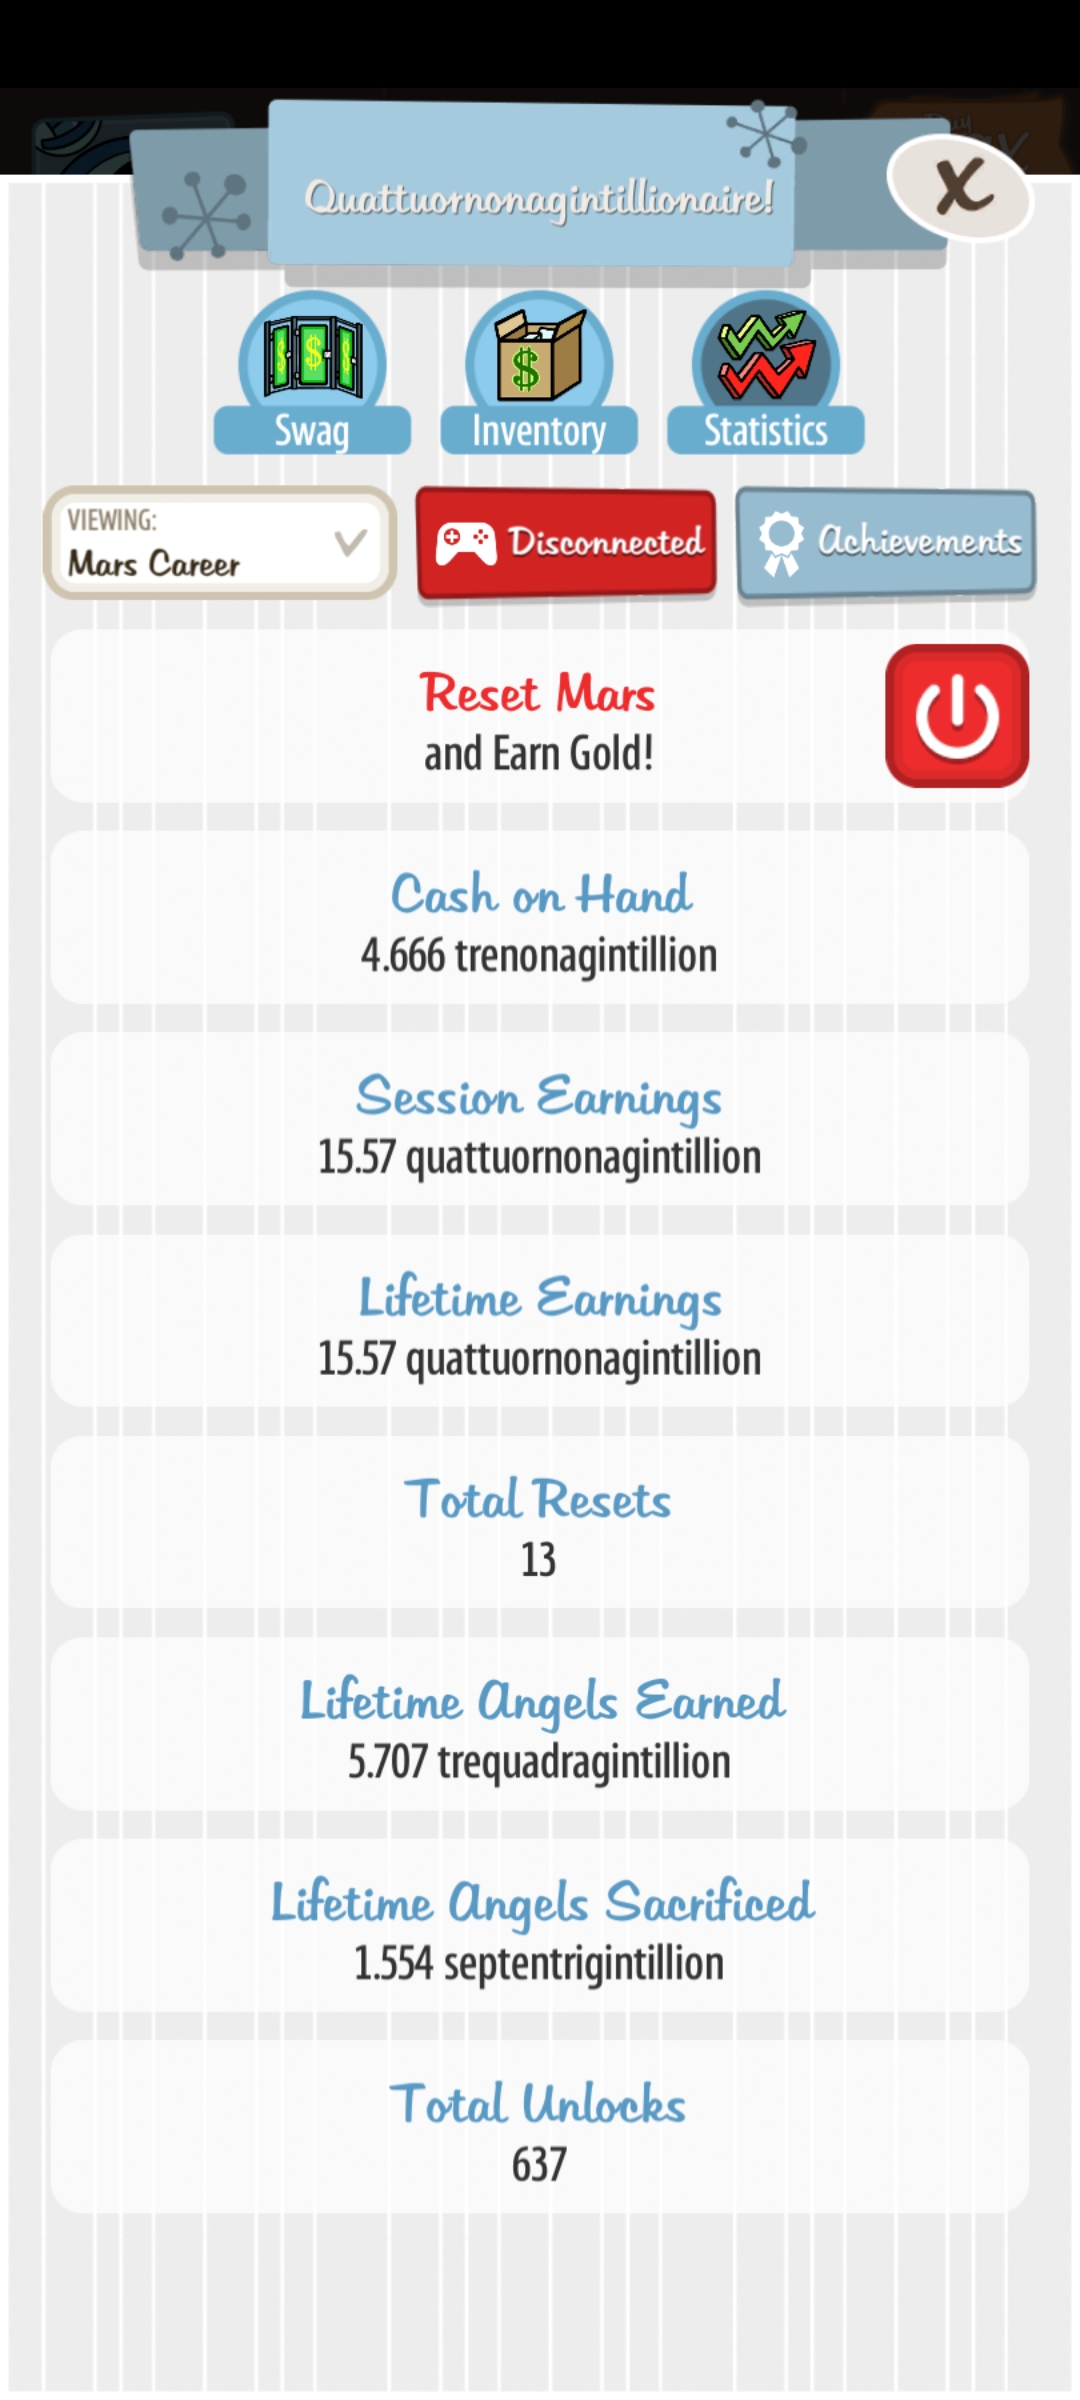 Quattuornonagintillionaire!
Swag
Inventory
Statistics
VIEWING:
Mars Career
Disconnected
Achievements
Reset Mars
and Earn Gold!
Cash on Hand
4.666 trenonagintillion
Session Earnings
15.57 quattuornonagintillion
Lifetime Earnings
15.57 quattuornonagintillion
Total Resets
13
Lifetime Angels Earned
5.707 trequadragintillion
Lifetime Angels Sacrificed
1.554 septentrigintillion
Total Unlocks
637